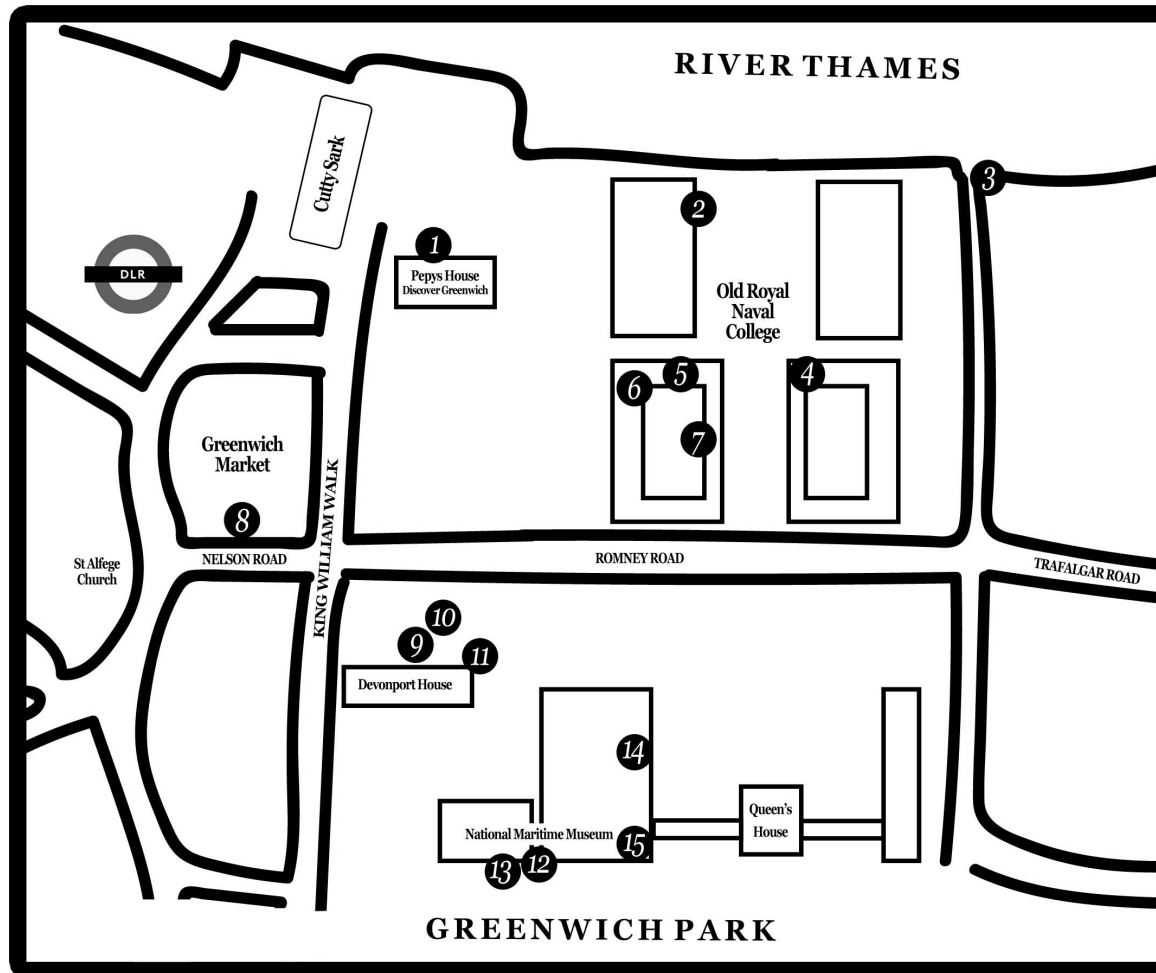 RIVER THAMES
Cutty Sark
3
2
DLR
1
Pepys House
Discover Greenwich
Old Royal
Naval
College
5
4
6
7
Greenwich
Market
8
KING WILLIAM WALK
NELSON ROAD
ROMNEY ROAD
TRAFALGAR ROAD
St Alfege
Church
10
9
11
Devonport House
14
Queen's
House
National Maritime Museum
15
12
13
GREENWICH PARK